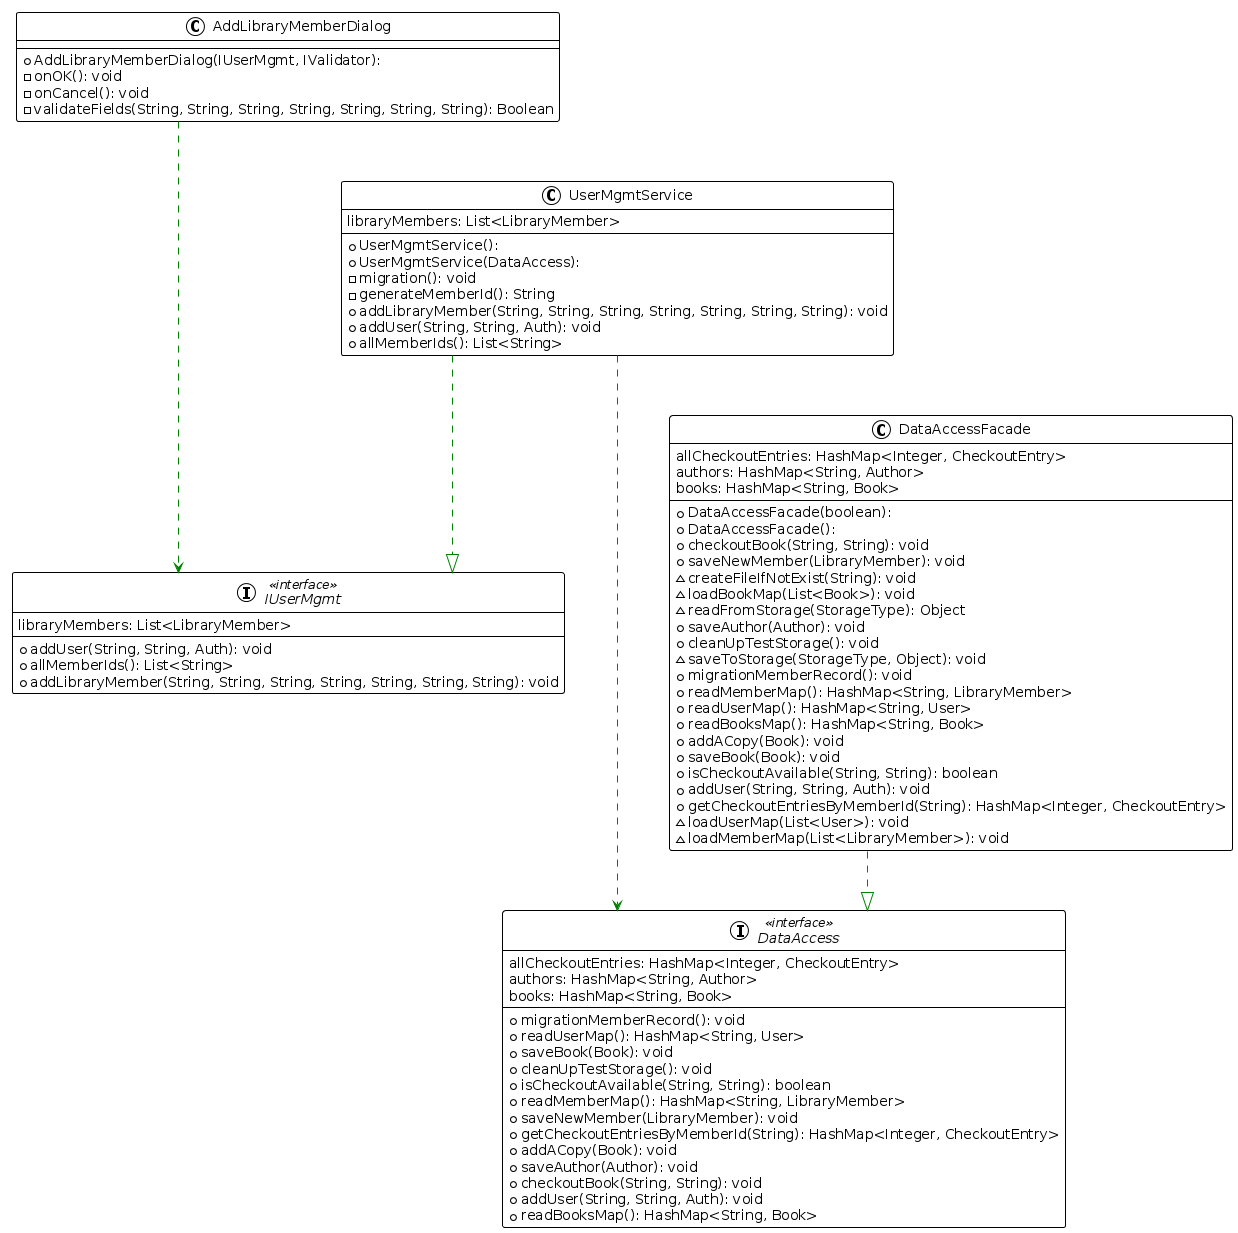 C AddLibraryMemberDialog
AddLibraryMemberDialog(IUserMgmt, IValidator):
onOK(): void
onCancel(): void
validateFields(String, String, String, String, String, String, String): Boolean
C UserMgmtService
libraryMembers: List<LibraryMember>
UserMgmtService():
UserMgmtService(DataAccess):
migration(): void
generateMemberId(): String
addLibraryMember(String, String, String, String, String, String, String): void
addUser(String, String, Auth): void
allMemberIds(): List<String>
C DataAccessFacade
allCheckoutEntries: HashMap<Integer, CheckoutEntry>
authors: HashMap<String, Author>
books: HashMap<String, Book>
DataAccessFacade(boolean):
DataAccessFacade():
checkoutBook(String, String): void
saveNewMember(LibraryMember): void
~createFileIfNotExist(String): void
~loadBookMap(List<Book>): void
~readFromStorage(StorageType): Object
saveAuthor(Author): void
cleanUpTestStorage(): void
~saveToStorage(StorageType, Object): void
migrationMemberRecord(): void
readMemberMap(): HashMap<String, LibraryMember>
readUserMap(): HashMap<String, User>
readBooksMap(): HashMap<String, Book>
addACopy(Book): void
saveBook(Book): void
isCheckoutAvailable(String, String): boolean
addUser(String, String, Auth): void
getCheckoutEntriesByMemberId(String): HashMap<Integer, CheckoutEntry>
~loadUserMap(List<User>): void
~loadMemberMap(List<LibraryMember>): void
«interface»
I IUserMgmt
libraryMembers: List<LibraryMember>
addUser(String, String, Auth): void
allMemberIds(): List<String>
addLibraryMember(String, String, String, String, String, String, String): void
«interface»
I DataAccess
allCheckoutEntries: HashMap<Integer, CheckoutEntry>
authors: HashMap<String, Author>
books: HashMap<String, Book>
migrationMemberRecord(): void
readUserMap(): HashMap<String, User>
saveBook(Book): void
cleanUpTestStorage(): void
isCheckoutAvailable(String, String): boolean
readMemberMap(): HashMap<String, LibraryMember>
saveNewMember(LibraryMember): void
getCheckoutEntriesByMemberId(String): HashMap<Integer, CheckoutEntry>
addACopy(Book): void
saveAuthor(Author): void
checkoutBook(String, String): void
addUser(String, String, Auth): void
readBooksMap(): HashMap<String, Book>